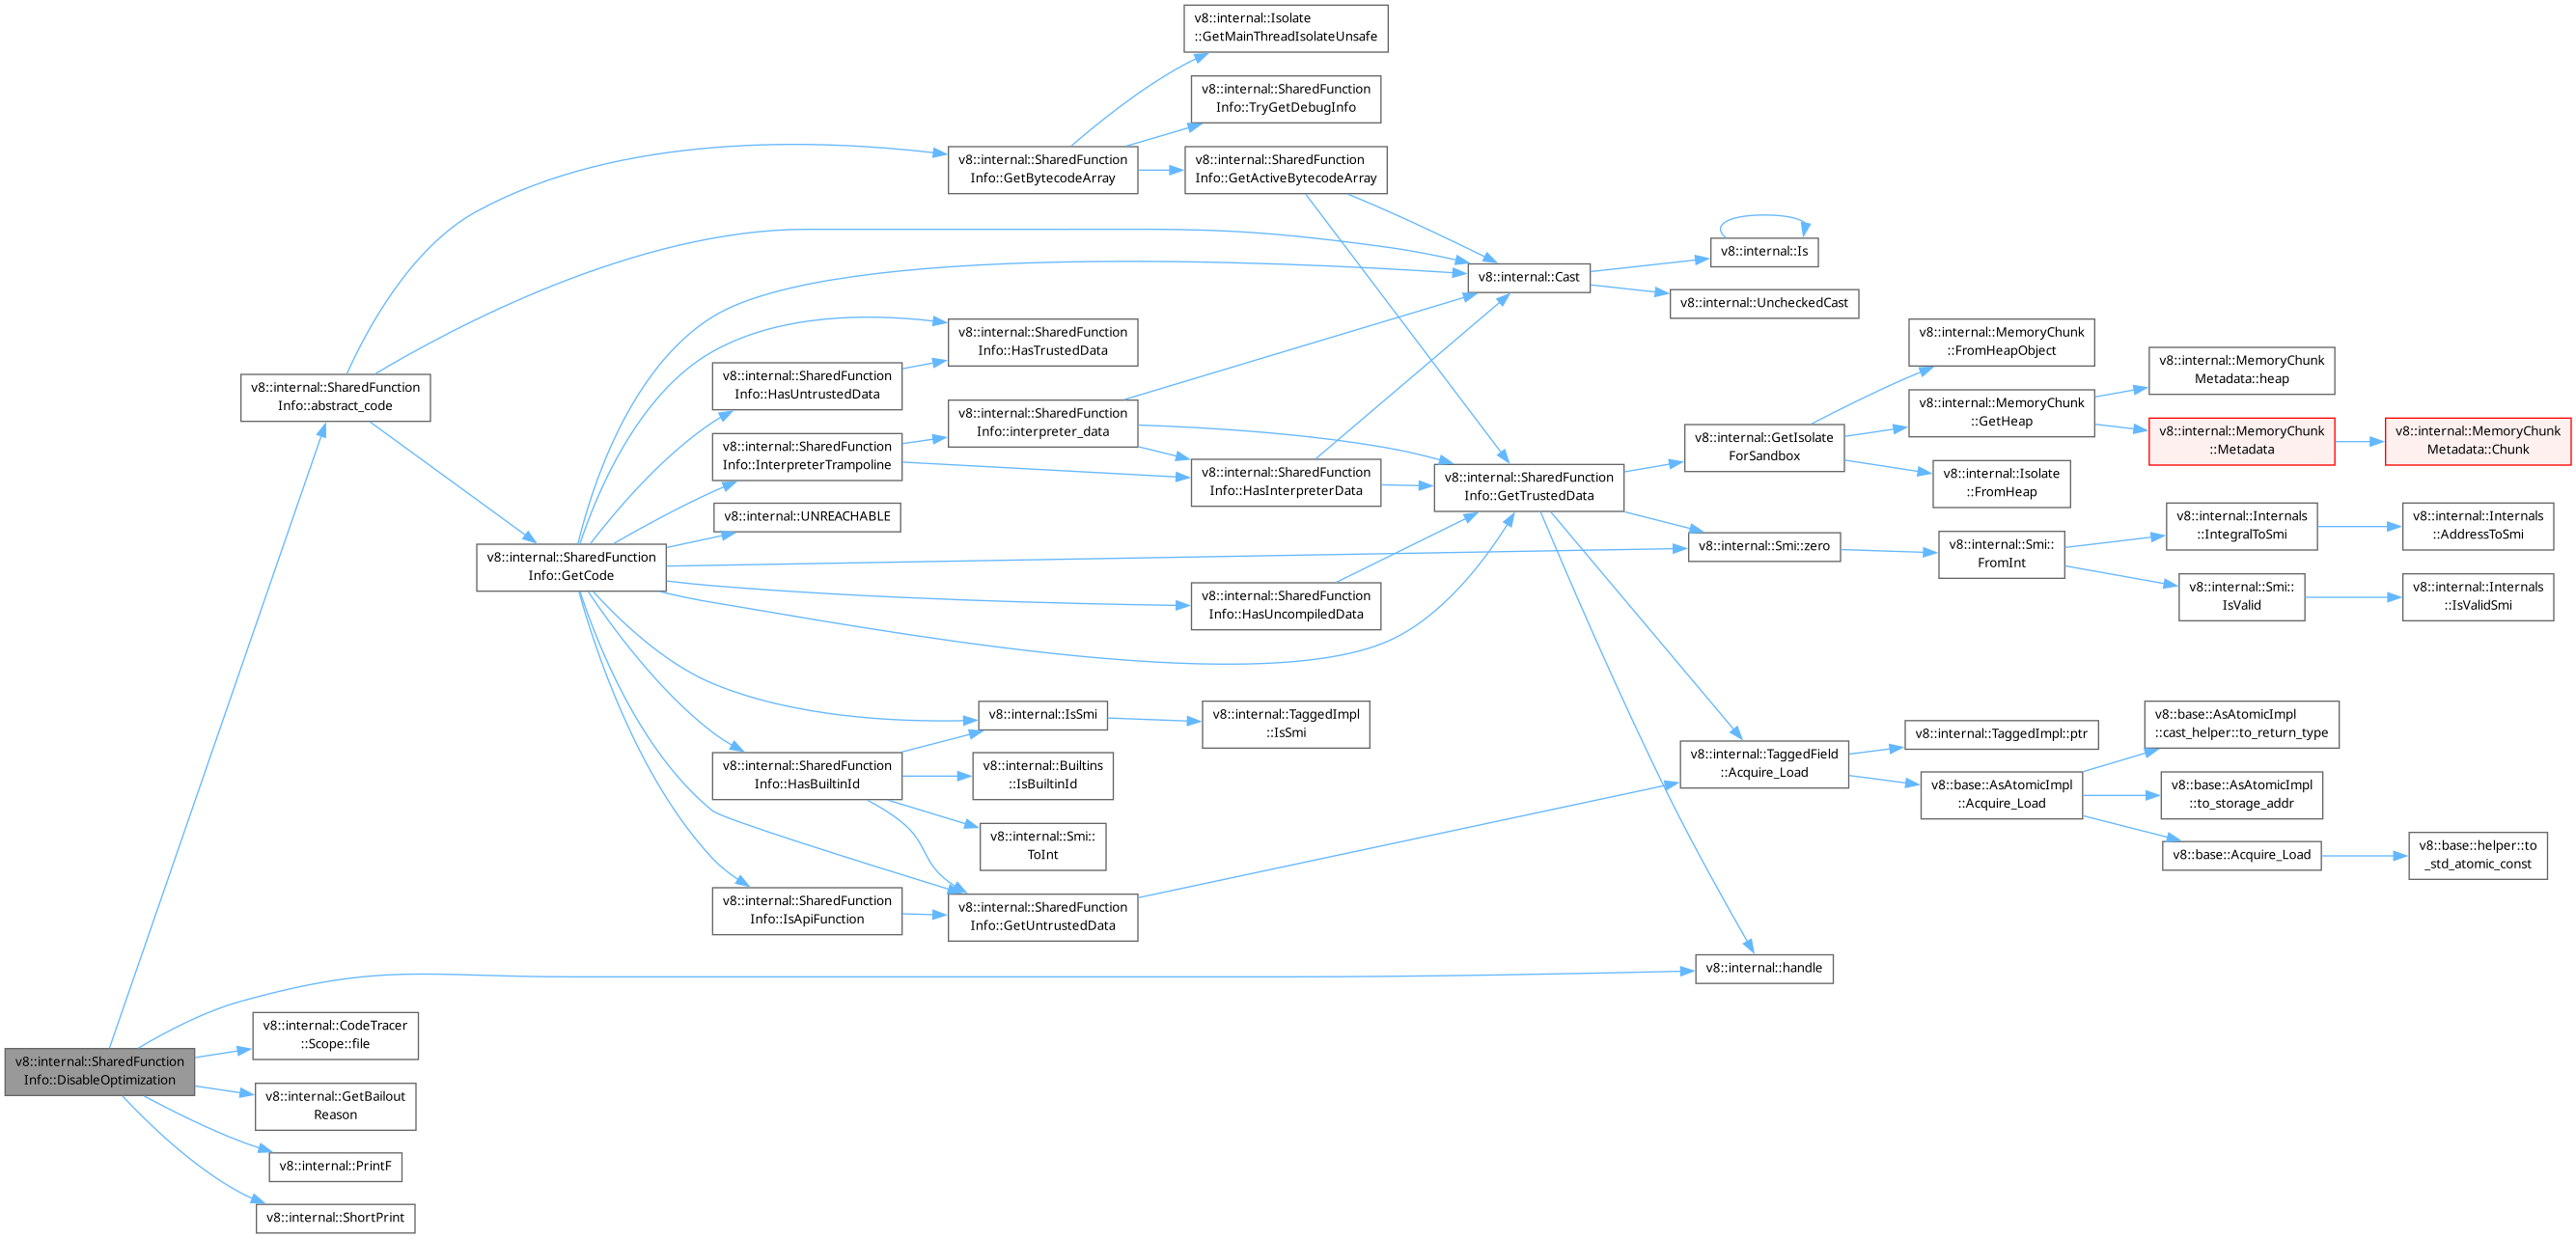 v8::internal::Isolate
::GetMainThreadIsolateUnsafe
v8::internal::SharedFunction
Info::TryGetDebugInfo
v8::internal::SharedFunction
Info::GetBytecodeArray
v8::internal::SharedFunction
Info::GetActiveBytecodeArray
v8::internal::Is
v8::internal::Cast
v8::internal::UncheckedCast
v8::internal::SharedFunction
Info::HasTrustedData
v8::internal::MemoryChunk
::FromHeapObject
v8::internal::MemoryChunk
Metadata::heap
v8::internal::SharedFunction
Info::abstract_code
v8::internal::SharedFunction
Info::HasUntrustedData
v8::internal::SharedFunction
Info::interpreter_data
v8::internal::MemoryChunk
::GetHeap
v8::internal::MemoryChunk
::Metadata
v8::internal::MemoryChunk
Metadata::Chunk
v8::internal::SharedFunction
Info::InterpreterTrampoline
v8::internal::GetIsolate
ForSandbox
v8::internal::SharedFunction
Info::HasInterpreterData
v8::internal::SharedFunction
Info::GetTrustedData
v8::internal::Isolate
::FromHeap
v8::internal::UNREACHABLE
v8::internal::Internals
::IntegralToSmi
v8::internal::Internals
::AddressToSmi
v8::internal::SharedFunction
Info::GetCode
v8::internal::Smi::zero
v8::internal::Smi::
FromInt
v8::internal::SharedFunction
Info::HasUncompiledData
v8::internal::Smi::
IsValid
v8::internal::Internals
::IsValidSmi
v8::internal::IsSmi
v8::internal::TaggedImpl
::IsSmi
v8::internal::TaggedImpl::ptr
v8::base::AsAtomicImpl
::cast_helper::to_return_type
v8::internal::SharedFunction
Info::HasBuiltinId
v8::internal::Builtins
::IsBuiltinId
v8::internal::TaggedField
::Acquire_Load
v8::base::AsAtomicImpl
::Acquire_Load
v8::base::AsAtomicImpl
::to_storage_addr
v8::internal::Smi::
ToInt
v8::base::Acquire_Load
v8::base::helper::to
_std_atomic_const
v8::internal::SharedFunction
Info::IsApiFunction
v8::internal::SharedFunction
Info::GetUntrustedData
v8::internal::handle
v8::internal::CodeTracer
::Scope::file
v8::internal::SharedFunction
Info::DisableOptimization
v8::internal::GetBailout
Reason
v8::internal::PrintF
v8::internal::ShortPrint